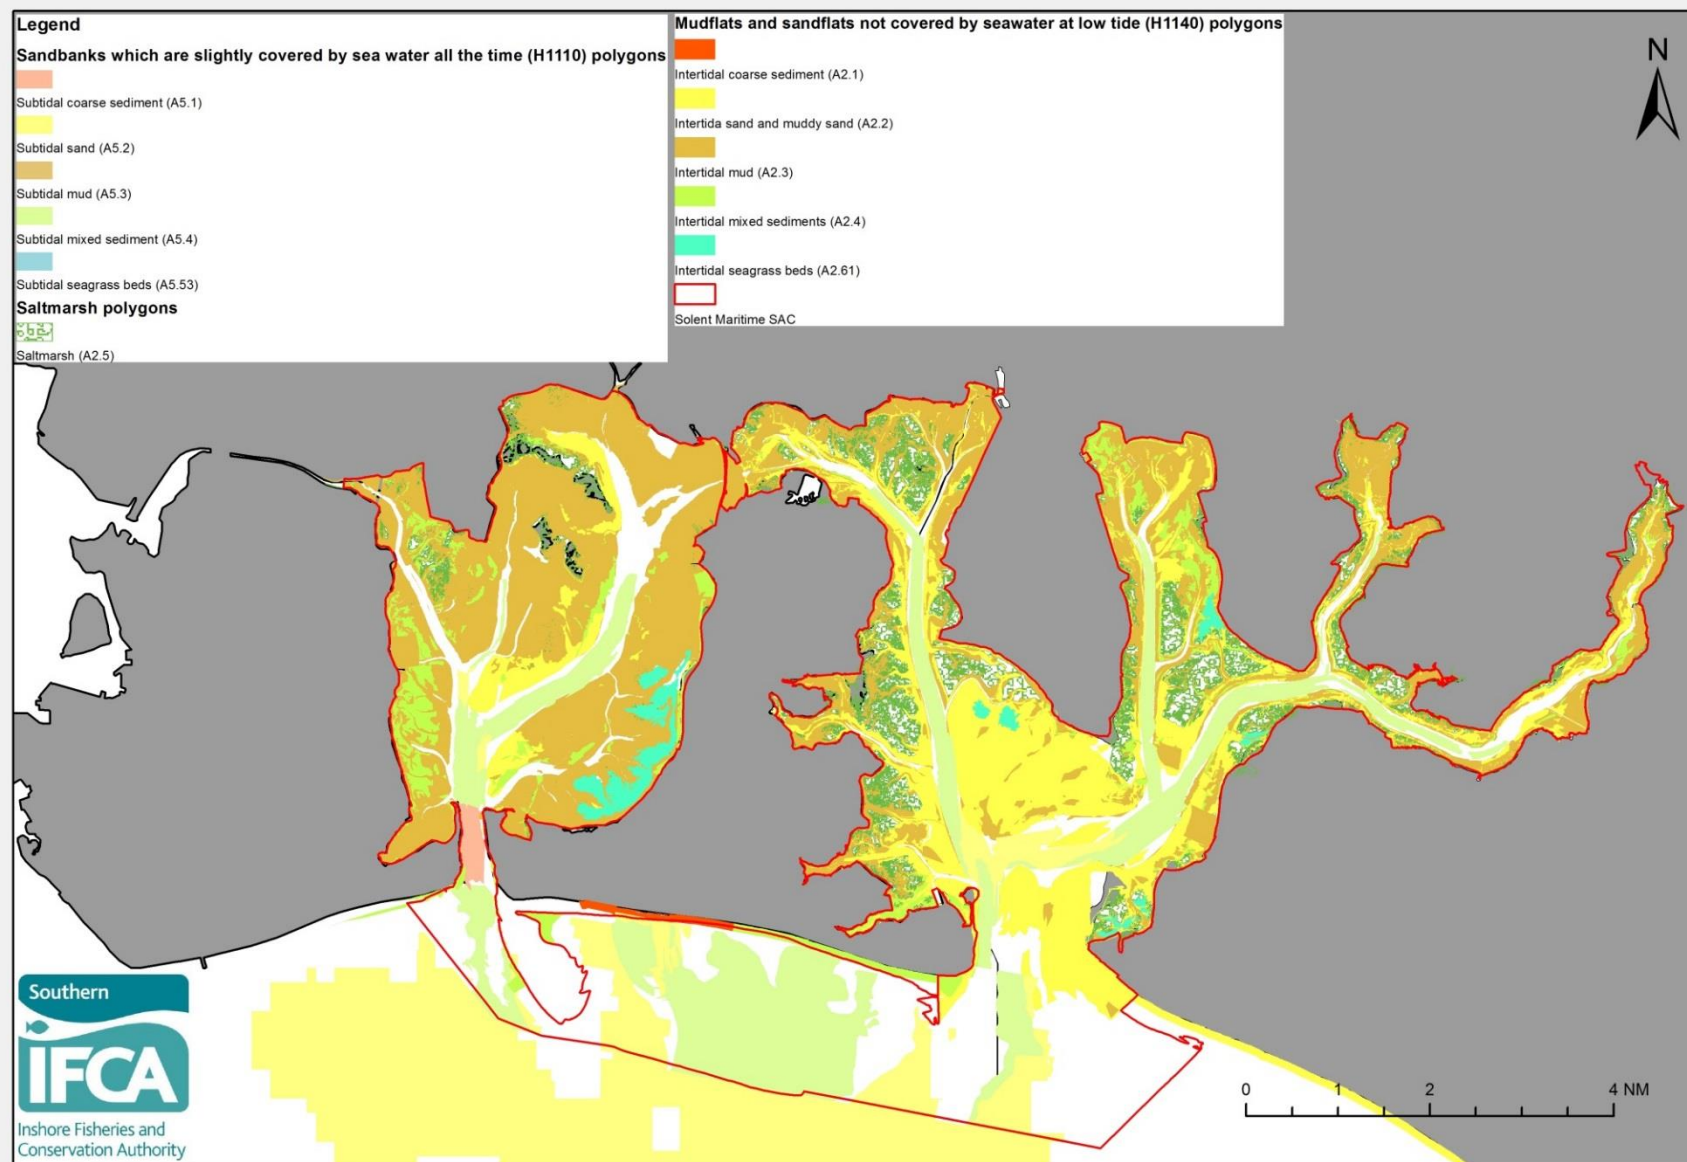 Legend
Sandbanks which are slightly covered by sea water all the time (H1110) polygons
Subtidal coarse sediment (A5.1)
Subtidal sand (A5.2)
Subtidal mud (A5.3)
Subtidal mixed sediment (A5.4)
Subtidal seagrass beds (A5.53)
Saltmarsh polygons
Saltmarsh (A2.5)
Mudflats and sandflats not covered by seawater at low tide (H1140) polygons
Intertidal coarse sediment (A2.1)
Intertida sand and muddy sand (A2.2)
Intertidal mud (A2.3)
Intertidal mixed sediments (A2.4)
Intertidal seagrass beds (A2.61)
Solent Maritime SAC
N
Southern
IFCA
Inshore Fisheries and
Conservation Authority
0 1 2 4 NM